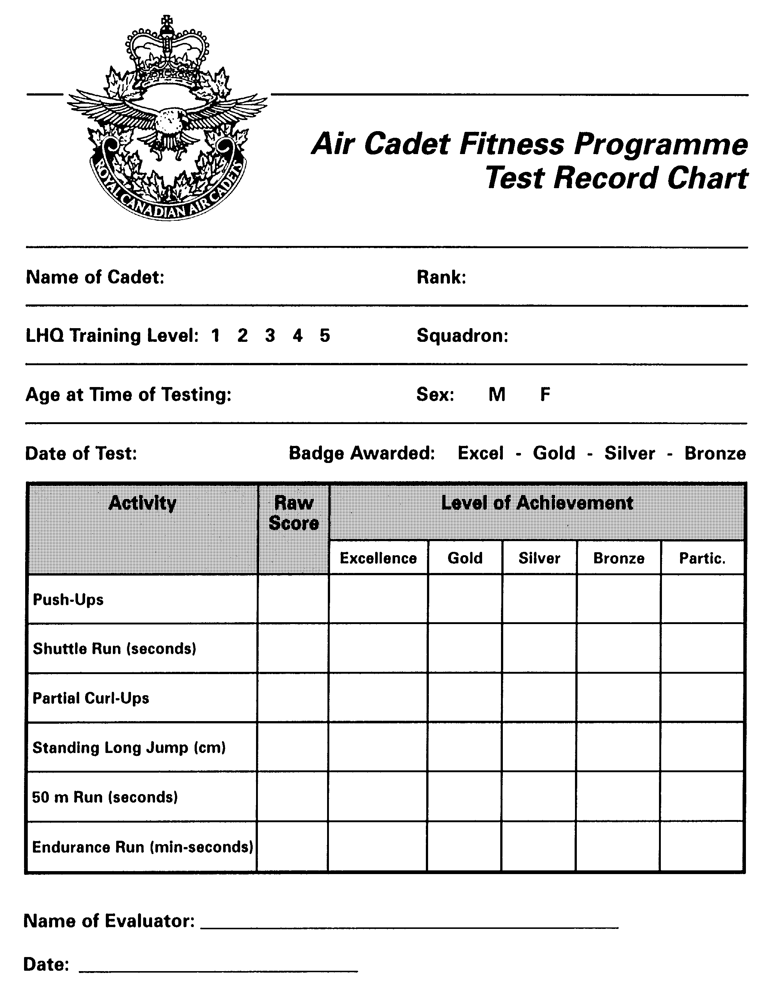 ROYAL CANADIAN AIR CADETS
Air Cadet Fitness Programme
Test Record Chart
Name of Cadet: Rank:
LHQ Training Level: 1 2 3 4 5 Squadron:
Age at Time of Testing: Sex: M F
Date of Test: Badge Awarded: Excel - Gold - Silver - Bronze
Activity Raw Level of Achievement
Score
Excellence Gold Silver Bronze Partic.
Push-Ups
Shuttle Run (seconds)
Partial Curl-Ups
Standing Long Jump (cm)
50 m Run (seconds)
Endurance Run (min-seconds)
Name of Evaluator:
Date: